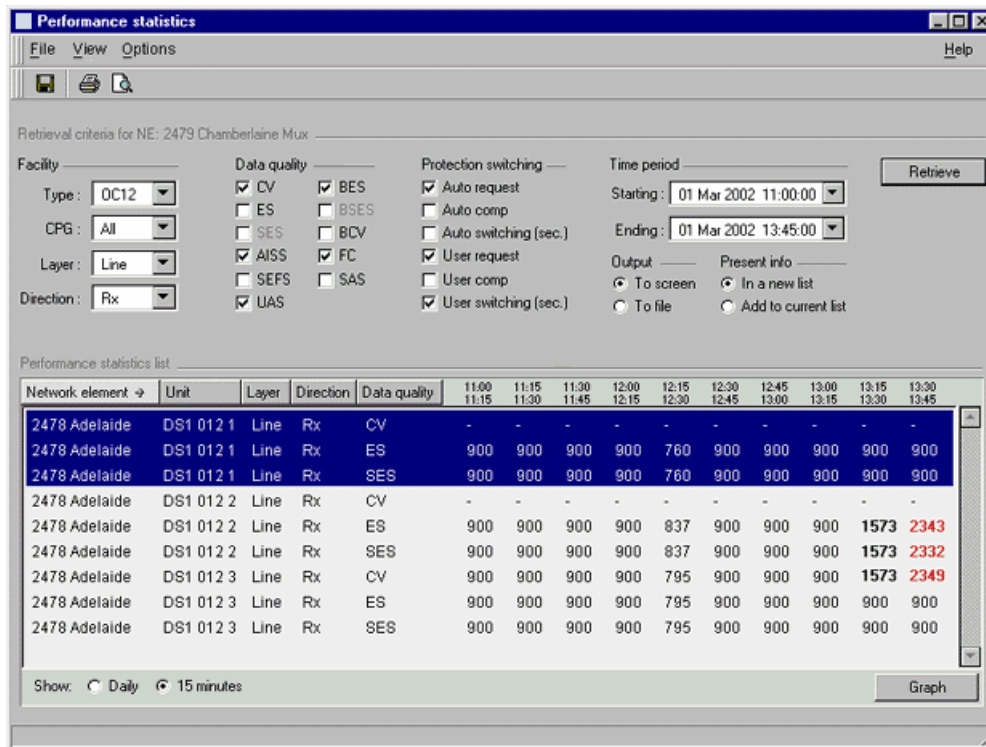 Performance statistics
File View Options Help
Retrieval criteria for NE: 2479 Chamberlaine Mux
Facility Data quality Protection switching Time period
Type : OC12 CV BES Auto request Starting : 01 Mar 2002 11:00:00 Retrieve
CPG : All ES BSES Auto comp Ending : 01 Mar 2002 13:45:00
Layer : Line SES BCV Auto switching (sec.)
Direction : Rx AISS FC User request Output Present info
SEFS SAS User comp To screen In a new list
UAS User switching (sec.) To file Add to current list
Performance statistics list
Network element → Unit Layer Direction Data quality 11:00 11:15 11:30 12:00 12:15 12:30 12:45 13:00 13:15 13:30
11:15 11:30 11:45 12:15 12:30 12:45 13:00 13:15 13:30 13:45
2478 Adelaide DS1 012 1 Line Rx CV - - - - - - - - - -
2478 Adelaide DS1 012 1 Line Rx ES 900 900 900 900 760 900 900 900 900 900
2478 Adelaide DS1 012 1 Line Rx SES 900 900 900 900 760 900 900 900 900 900
2478 Adelaide DS1 012 2 Line Rx CV - - - - - - - - - -
2478 Adelaide DS1 012 2 Line Rx ES 900 900 900 900 837 900 900 900 1573 2343
2478 Adelaide DS1 012 2 Line Rx SES 900 900 900 900 837 900 900 900 1573 2332
2478 Adelaide DS1 012 3 Line Rx CV 900 900 900 900 795 900 900 900 1573 2349
2478 Adelaide DS1 012 3 Line Rx ES 900 900 900 900 795 900 900 900 900 900
2478 Adelaide DS1 012 3 Line Rx SES 900 900 900 900 795 900 900 900 900 900
Show: Daily 15 minutes Graph